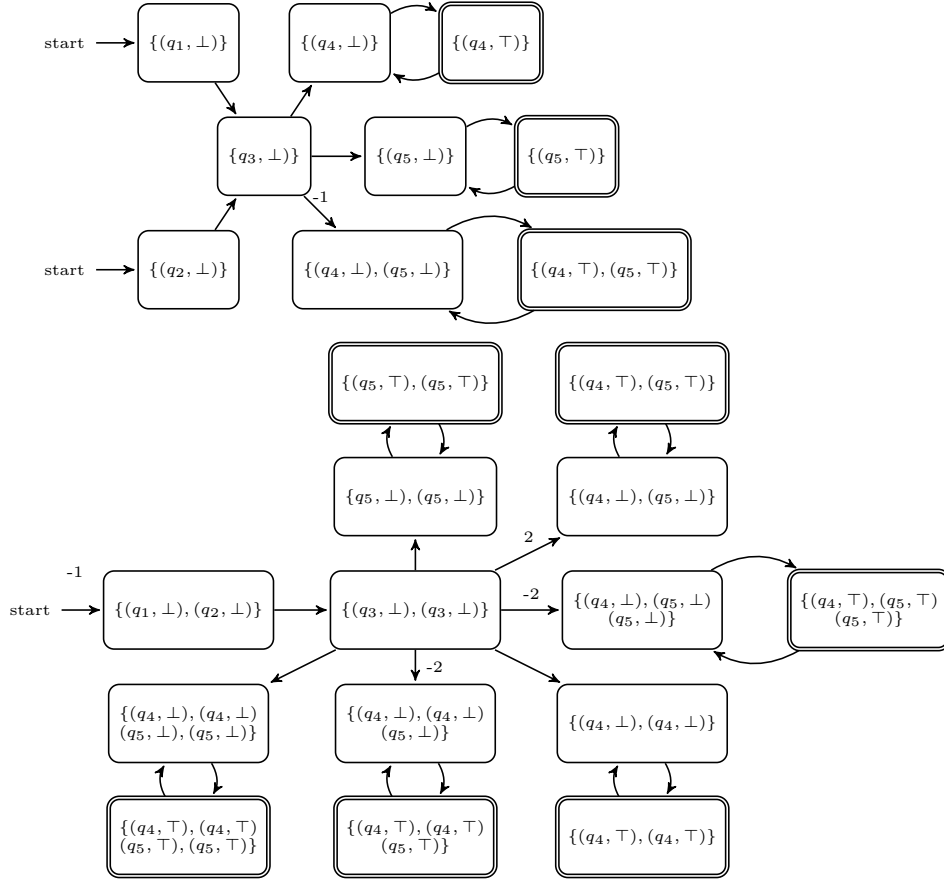 start
{(q₁, ⊥)}
{(q₄, ⊥)}
{(q₄, ⊤)}
{q₃, ⊥)}
{(q₅, ⊥)}
{(q₅, ⊤)}
-1
start
{(q₂, ⊥)}
{(q₄, ⊥), (q₅, ⊥)}
{(q₄, ⊤), (q₅, ⊤)}
{(q₅, ⊤), (q₅, ⊤)}
{(q₄, ⊤), (q₅, ⊤)}
{q₅, ⊥), (q₅, ⊥)}
{(q₄, ⊥), (q₅, ⊥)}
2
-1
start
{(q₁, ⊥), (q₂, ⊥)}
{(q₃, ⊥), (q₃, ⊥)}
-2
{(q₄, ⊥), (q₅, ⊥)
(q₅, ⊥)}
{(q₄, ⊤), (q₅, ⊤)
(q₅, ⊤)}
-2
{(q₄, ⊥), (q₄, ⊥)
(q₅, ⊥), (q₅, ⊥)}
{(q₄, ⊥), (q₄, ⊥)
(q₅, ⊥)}
{(q₄, ⊥), (q₄, ⊥)}
{(q₄, ⊤), (q₄, ⊤)
(q₅, ⊤), (q₅, ⊤)}
{(q₄, ⊤), (q₄, ⊤)
(q₅, ⊤)}
{(q₄, ⊤), (q₄, ⊤)}